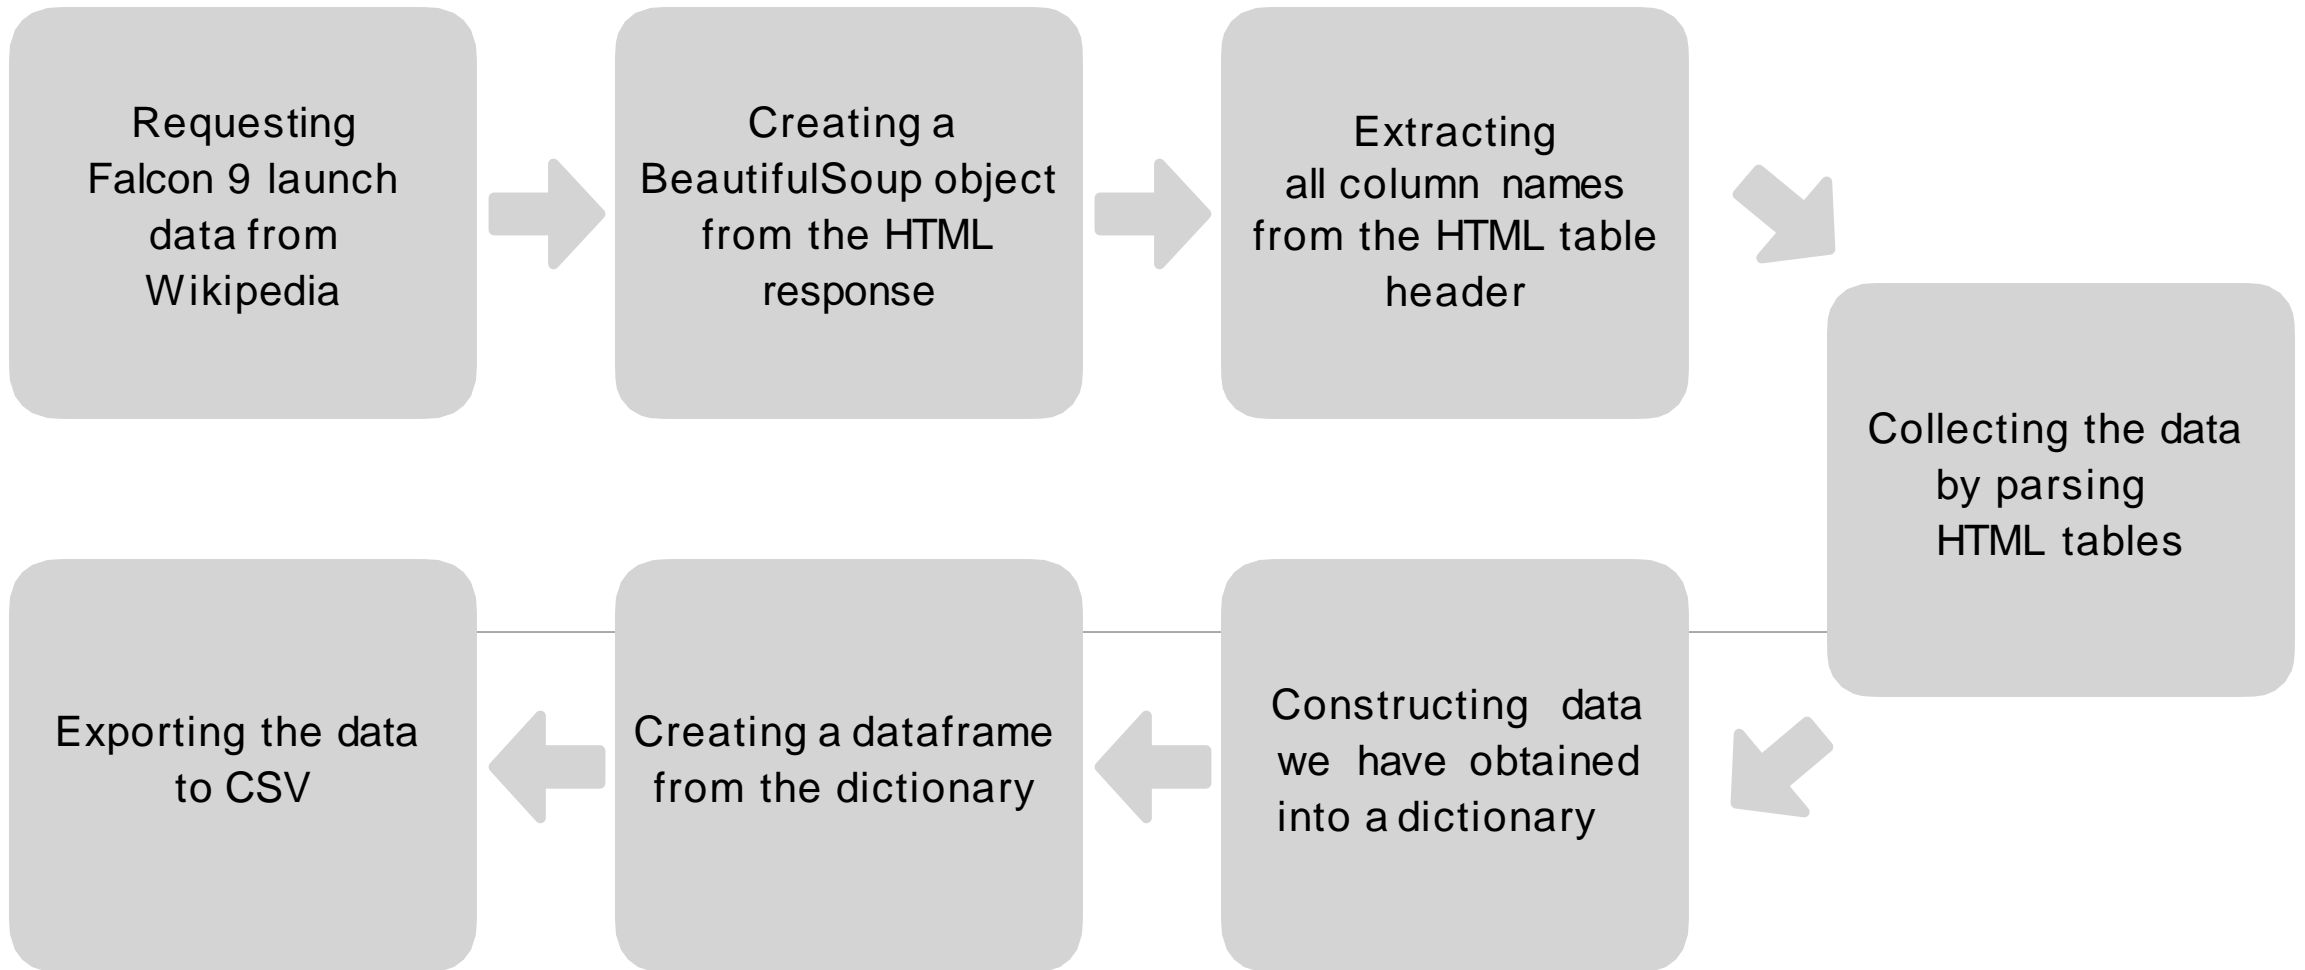 Requesting
Falcon 9 launch
data from
Wikipedia
Creating a
BeautifulSoup object
from the HTML
response
Extracting
all column names
from the HTML table
header
Collecting the data
by parsing
HTML tables
Constructing data
we have obtained
into a dictionary
Creating a dataframe
from the dictionary
Exporting the data
to CSV